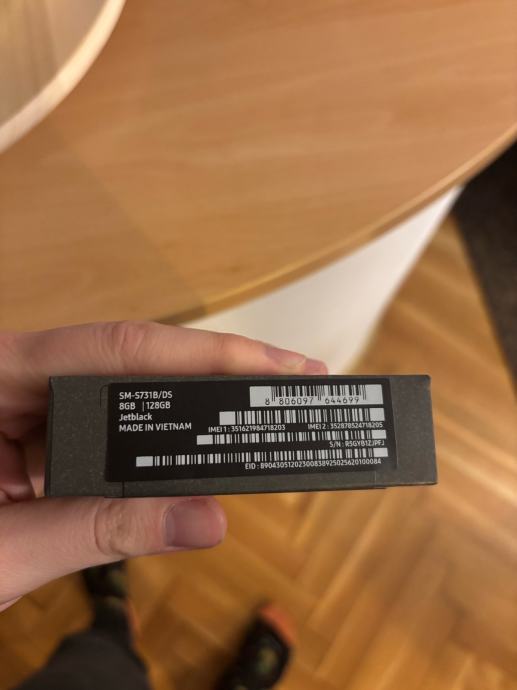 SM-S731B/DS
8GB | 128GB
Jetblack
MADE IN VIETNAM
8 806097 644699
IMEI 1 : 351621984718203
IMEI 2 : 352878524718205
S/N : R5GYB1ZJPFJ
EID : 89043051202300838925025620100084